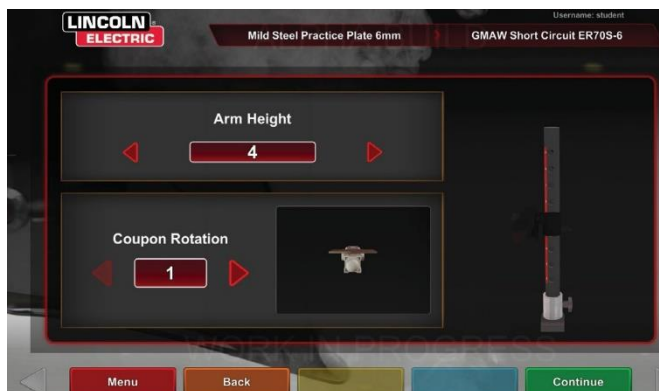 Username: student
LINCOLN
ELECTRIC
Mild Steel Practice Plate 6mm
GMAW Short Circuit ER70S-6
Arm Height
4
Coupon Rotation
1
WORK IN PROGRESS
Menu
Back
Continue